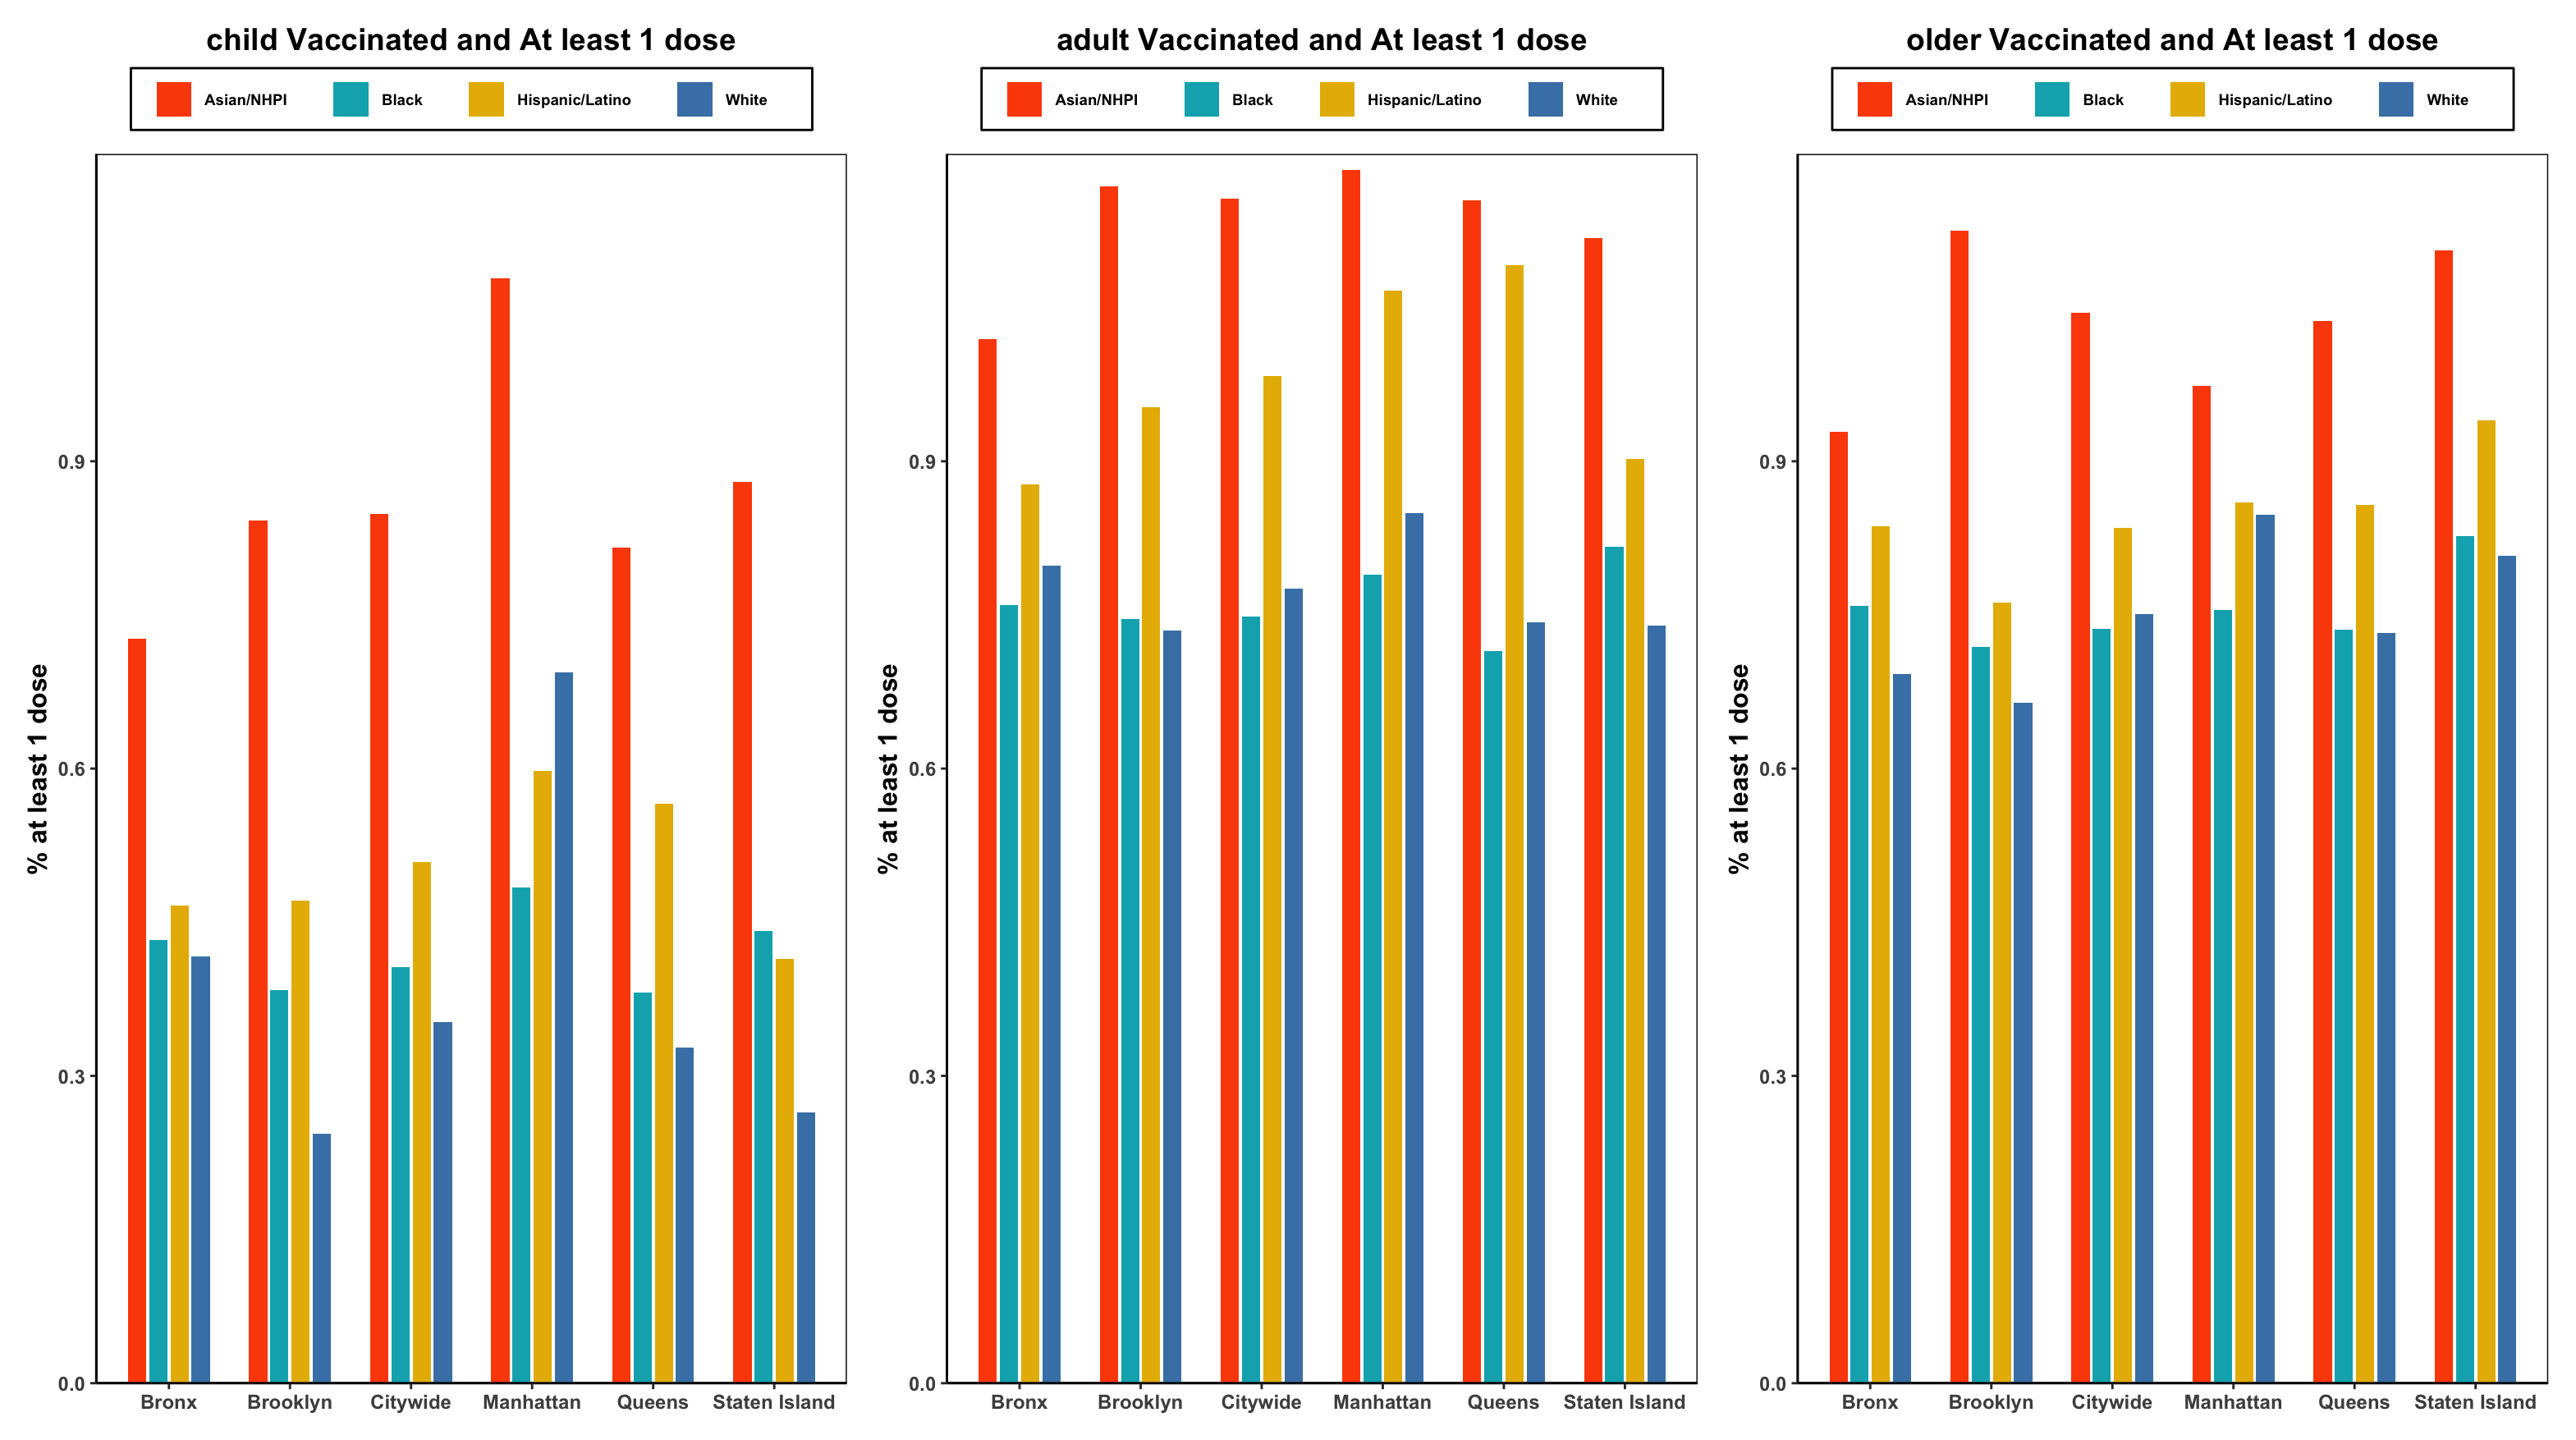 child Vaccinated and At least 1 dose
Asian/NHPI Black Hispanic/Latino White
% at least 1 dose
0.9
0.6
0.3
0.0
Bronx Brooklyn Citywide Manhattan Queens Staten Island
adult Vaccinated and At least 1 dose
Asian/NHPI Black Hispanic/Latino White
% at least 1 dose
0.9
0.6
0.3
0.0
Bronx Brooklyn Citywide Manhattan Queens Staten Island
older Vaccinated and At least 1 dose
Asian/NHPI Black Hispanic/Latino White
% at least 1 dose
0.9
0.6
0.3
0.0
Bronx Brooklyn Citywide Manhattan Queens Staten Island